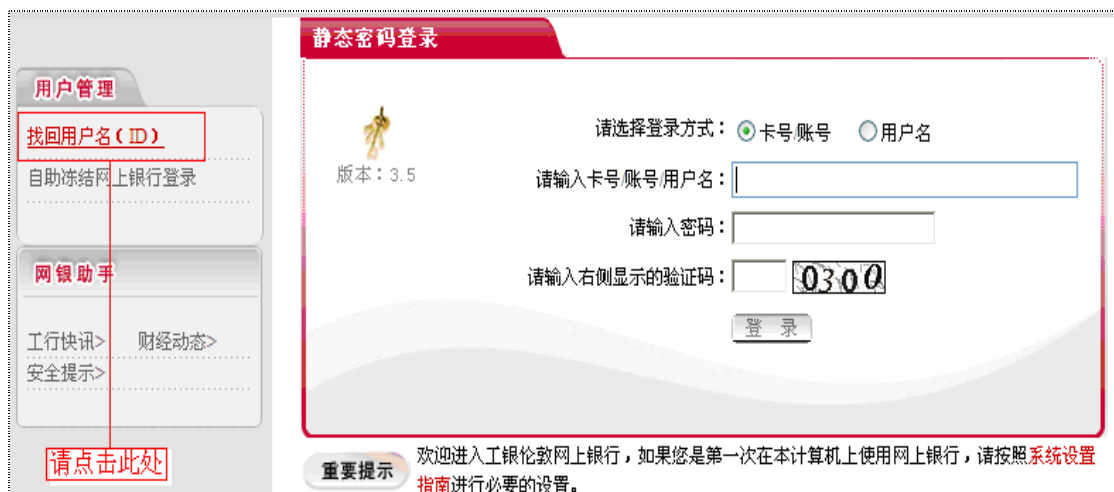 静态密码登录
用户管理
找回用户名(ID)
自助冻结网上银行登录
网银助手
工行快讯> 财经动态>
安全提示>
请点击此处
版本:3.5
请选择登录方式: 卡号/账号 用户名
请输入卡号/账号/用户名:
请输入密码:
请输入右侧显示的验证码: 0300
登 录
重要提示
欢迎进入工银伦敦网上银行,如果您是第一次在本计算机上使用网上银行,请按照系统设置
指南进行必要的设置。